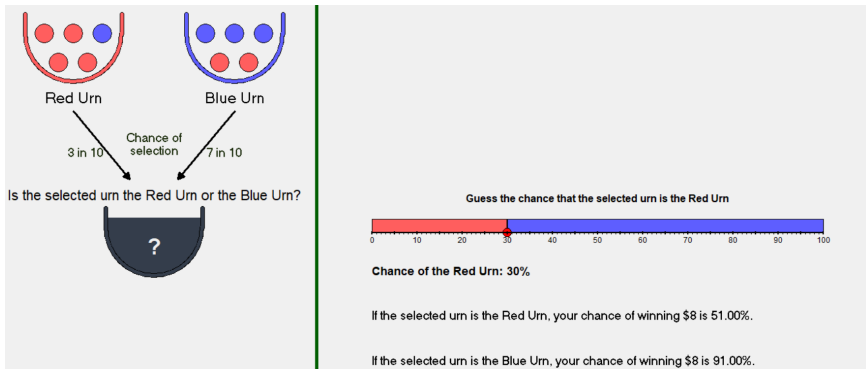 Red Urn
Blue Urn
Chance of
selection
3 in 10
7 in 10
Is the selected urn the Red Urn or the Blue Urn?
?
Guess the chance that the selected urn is the Red Urn
0 10 20 30 40 50 60 70 80 90 100
Chance of the Red Urn: 30%
If the selected urn is the Red Urn, your chance of winning $8 is 51.00%.
If the selected urn is the Blue Urn, your chance of winning $8 is 91.00%.